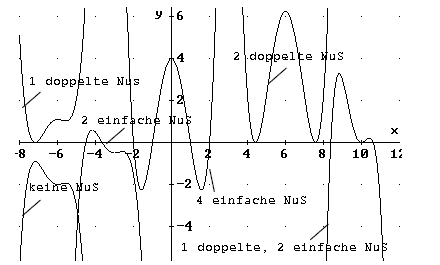 y
6
2 doppelte NuS
4
1 doppelte NuS
2
2 einfache NuS
x
-8 -6 -4 -2 2 4 6 8 10 12
keine NuS
-2
4 einfache NuS
-4
1 doppelte, 2 einfache NuS